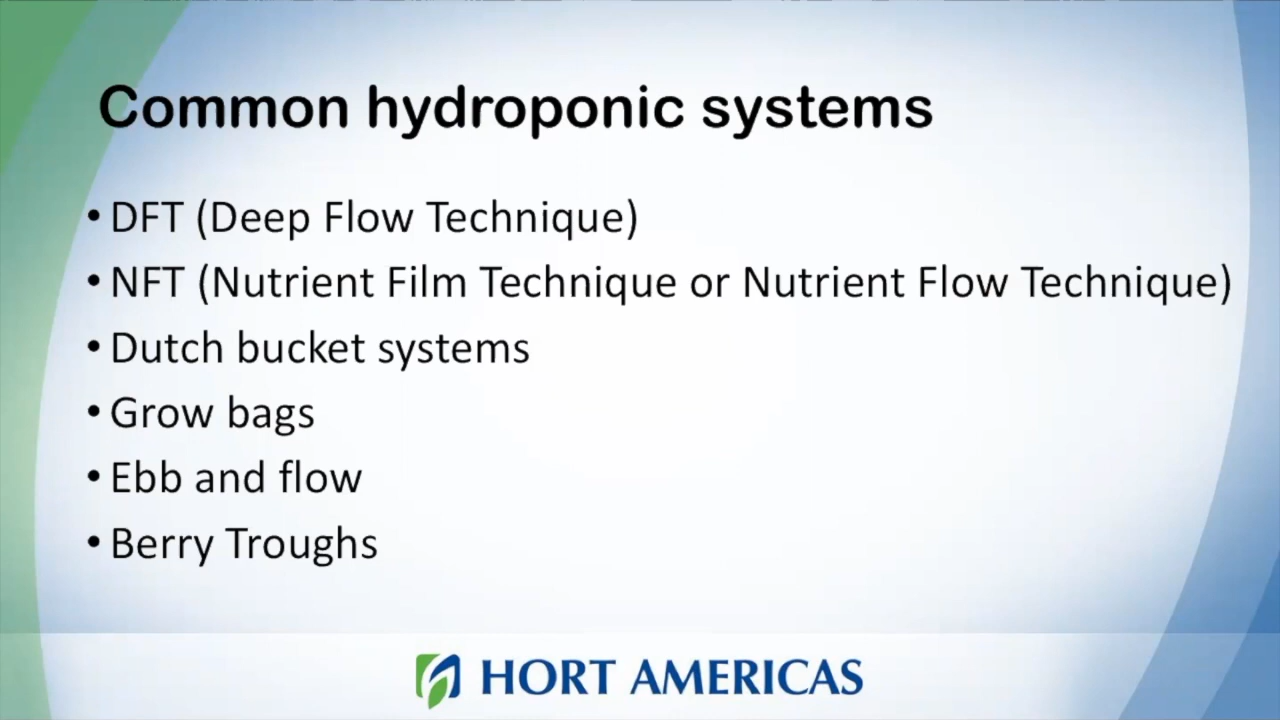 Common hydroponic systems
• DFT (Deep Flow Technique)
• NFT (Nutrient Film Technique or Nutrient Flow Technique)
• Dutch bucket systems
• Grow bags
• Ebb and flow
• Berry Troughs
HORT AMERICAS